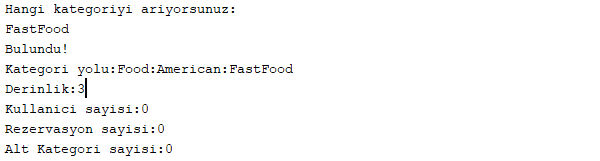 Hangi kategoriyi ariyorsunuz:
FastFood
Bulundu!
Kategori yolu:Food:American:FastFood
Derinlik:3
Kullanici sayisi:0
Rezervasyon sayisi:0
Alt Kategori sayisi:0